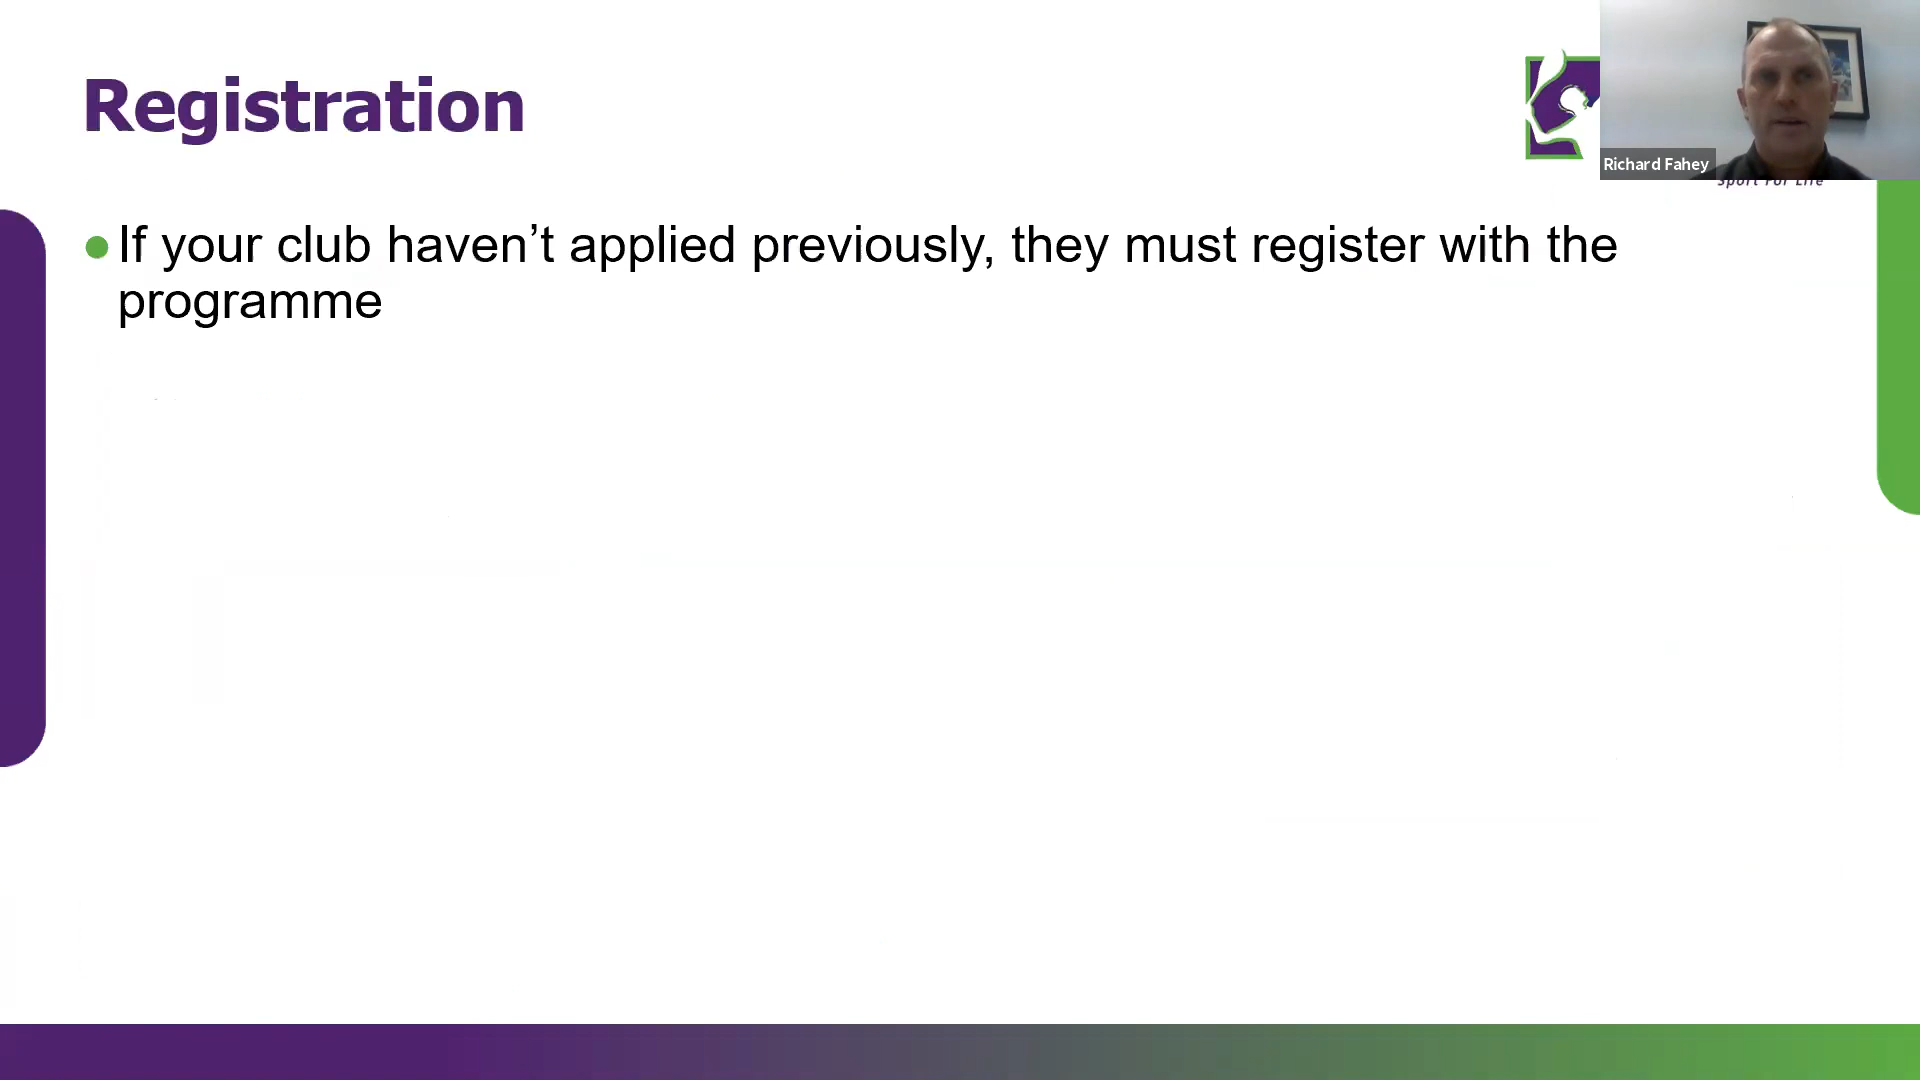 Registration
Richard Fahey
Sport For Life
If your club haven’t applied previously, they must register with the
programme